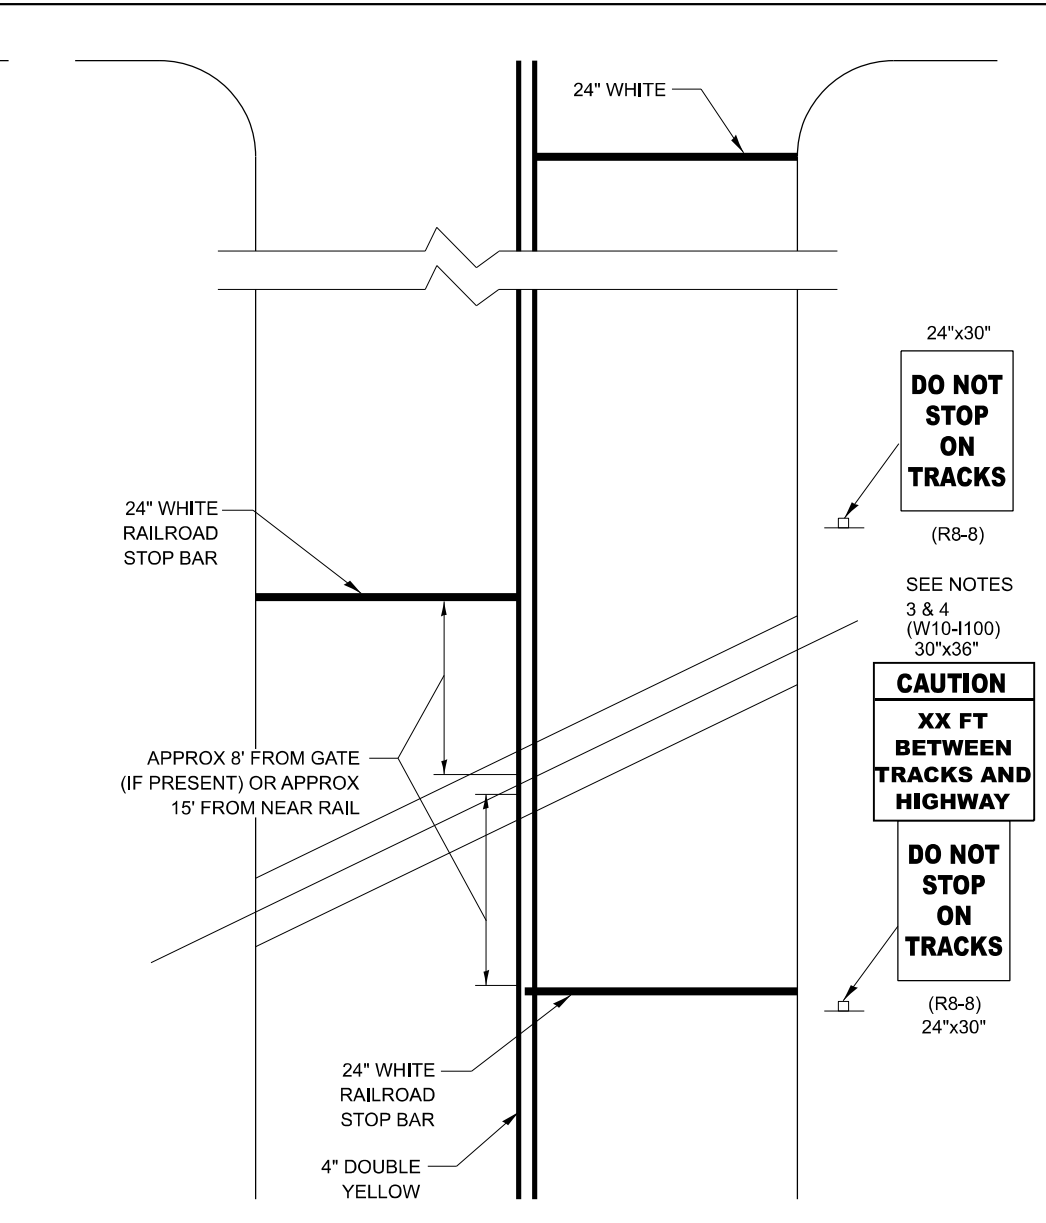 24" WHITE
24"x30"
DO NOT
STOP
ON
TRACKS
(R8-8)
24" WHITE
RAILROAD
STOP BAR
SEE NOTES
3 & 4
(W10-I100)
30"x36"
CAUTION
XX FT
BETWEEN
TRACKS AND
HIGHWAY
APPROX 8' FROM GATE
(IF PRESENT) OR APPROX
15' FROM NEAR RAIL
DO NOT
STOP
ON
TRACKS
(R8-8)
24"x30"
24" WHITE
RAILROAD
STOP BAR
4" DOUBLE
YELLOW